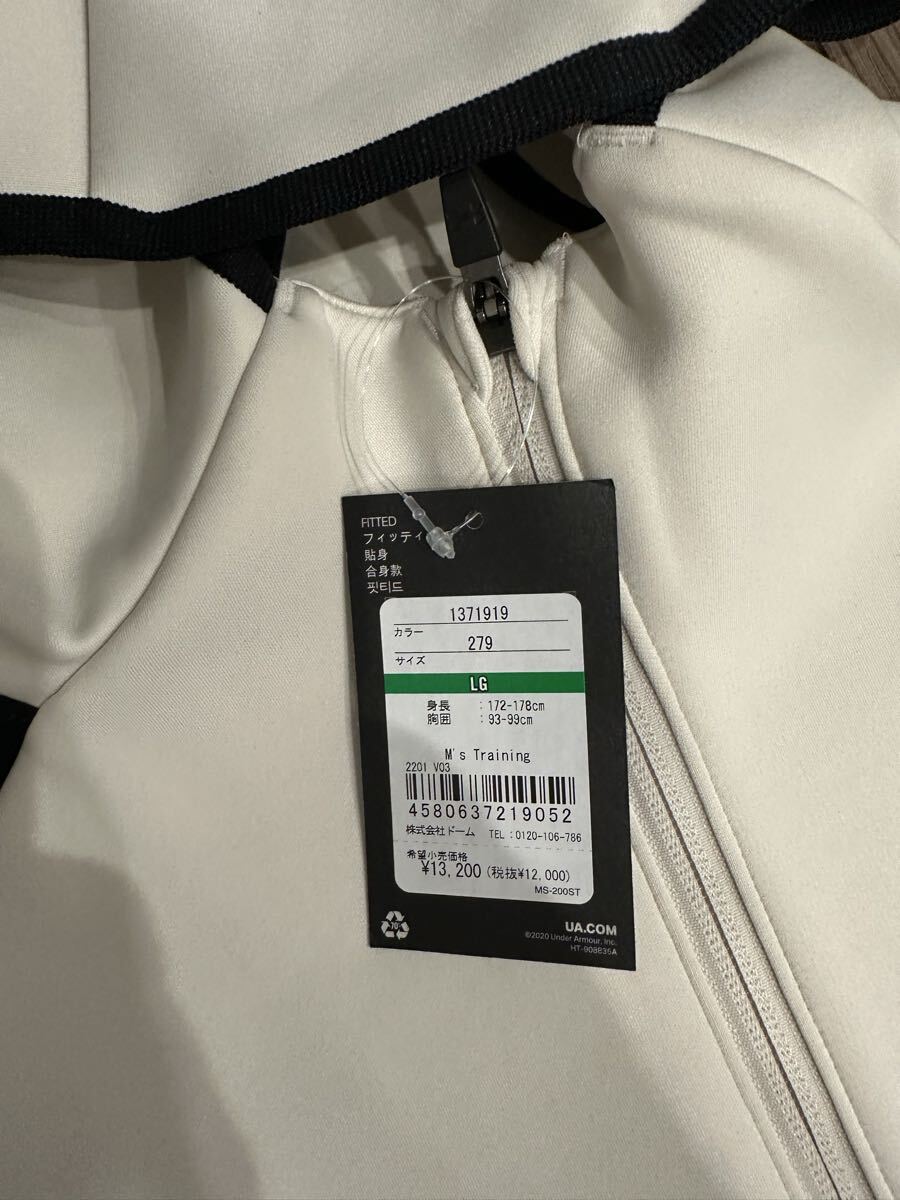 FITTED
フィッティ
貼身
合身款
핏티드
1371919
カラー
279
サイズ
LG
身長 :172-178cm
胸囲 :93-99cm
M's Training
2201 V03
4580637219052
株式会社ドーム TEL:0120-106-786
希望小売価格
¥13,200(税抜¥12,000)
MS-200ST
UA.COM
©2020 Under Armour, Inc.
HT-908835A